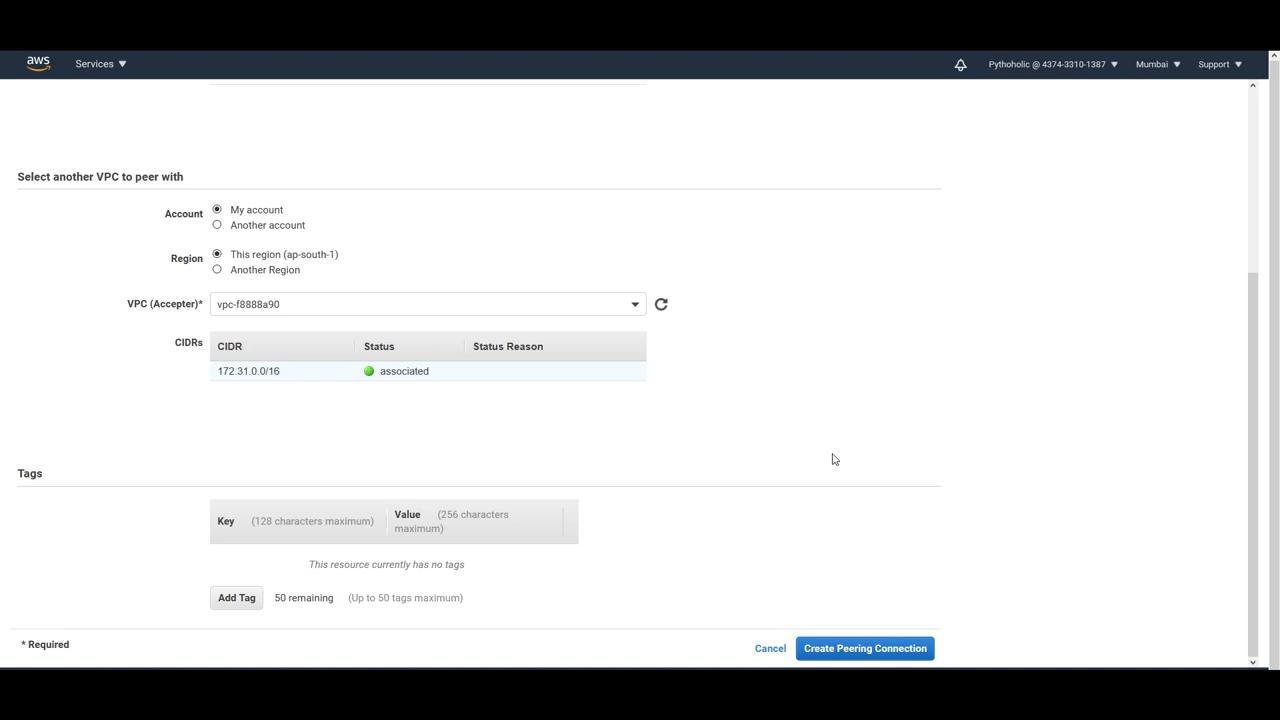 aws
Services
Pythoholic @ 4374-3310-1387
Mumbai
Support
Select another VPC to peer with
Account
My account
Another account
Region
This region (ap-south-1)
Another Region
VPC (Accepter)*
vpc-f8888a90
CIDRs
CIDR
Status
Status Reason
172.31.0.0/16
associated
Tags
Key (128 characters maximum)
Value (256 characters
maximum)
This resource currently has no tags
Add Tag
50 remaining
(Up to 50 tags maximum)
* Required
Cancel
Create Peering Connection